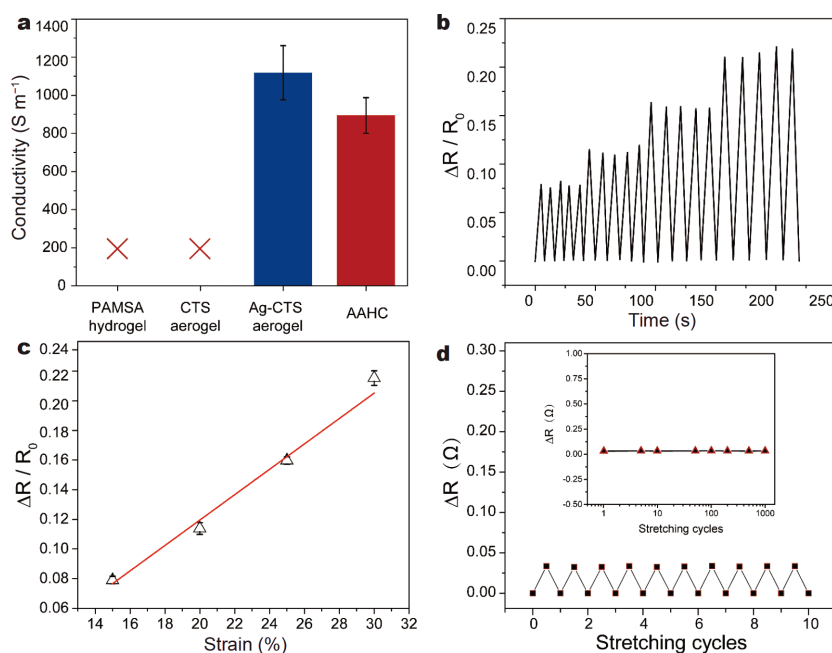 a
Conductivity (S m⁻¹)
1400
1200
1000
800
600
400
200
0
PAMSA
hydrogel
CTS
aerogel
Ag-CTS
aerogel
AAHC
b
ΔR / R₀
0.25
0.20
0.15
0.10
0.05
0.00
0
50
100
150
200
250
Time (s)
c
ΔR / R₀
0.24
0.22
0.20
0.18
0.16
0.14
0.12
0.10
0.08
0.06
14 16 18 20 22 24 26 28 30 32
Strain (%)
d
ΔR (Ω)
0.30
0.25
0.20
0.15
0.10
0.05
0.00
0 2 4 6 8 10
Stretching cycles
ΔR (Ω)
1.00
0.75
0.50
0.25
0.00
-0.25
-0.50
1 10 100 1000
Stretching cycles